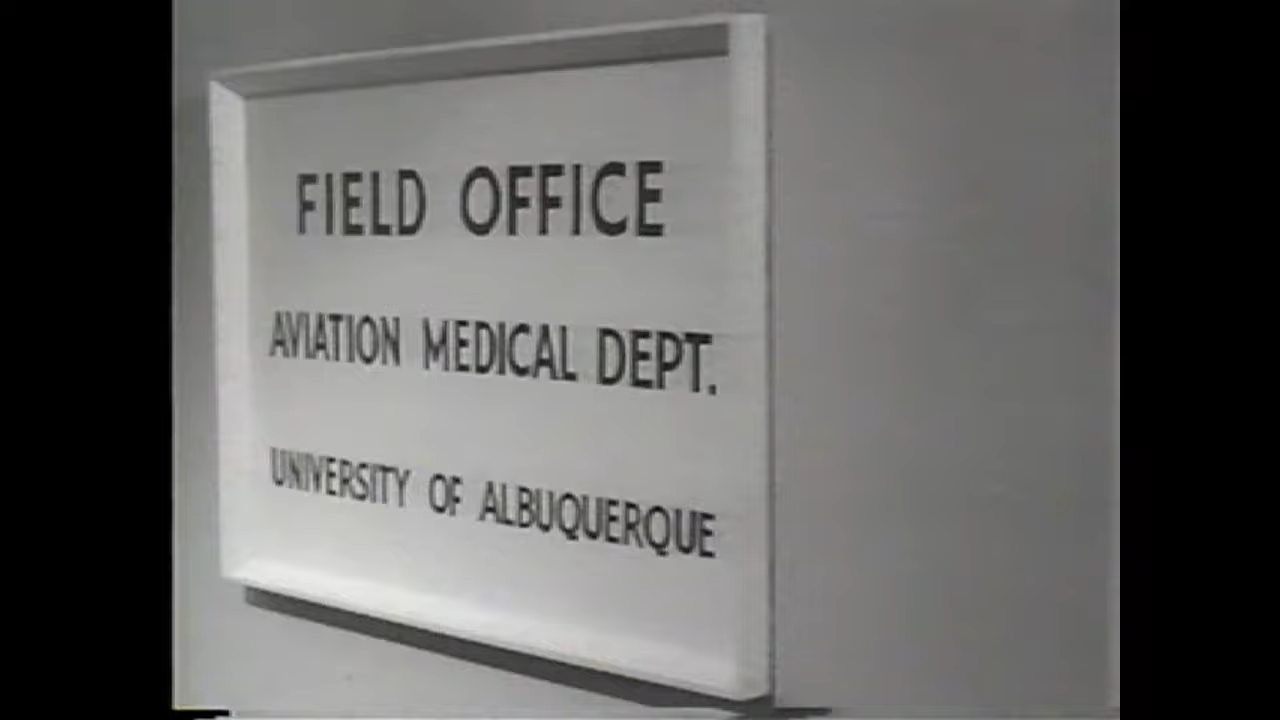 FIELD OFFICE
AVIATION MEDICAL DEPT.
UNIVERSITY OF ALBUQUERQUE